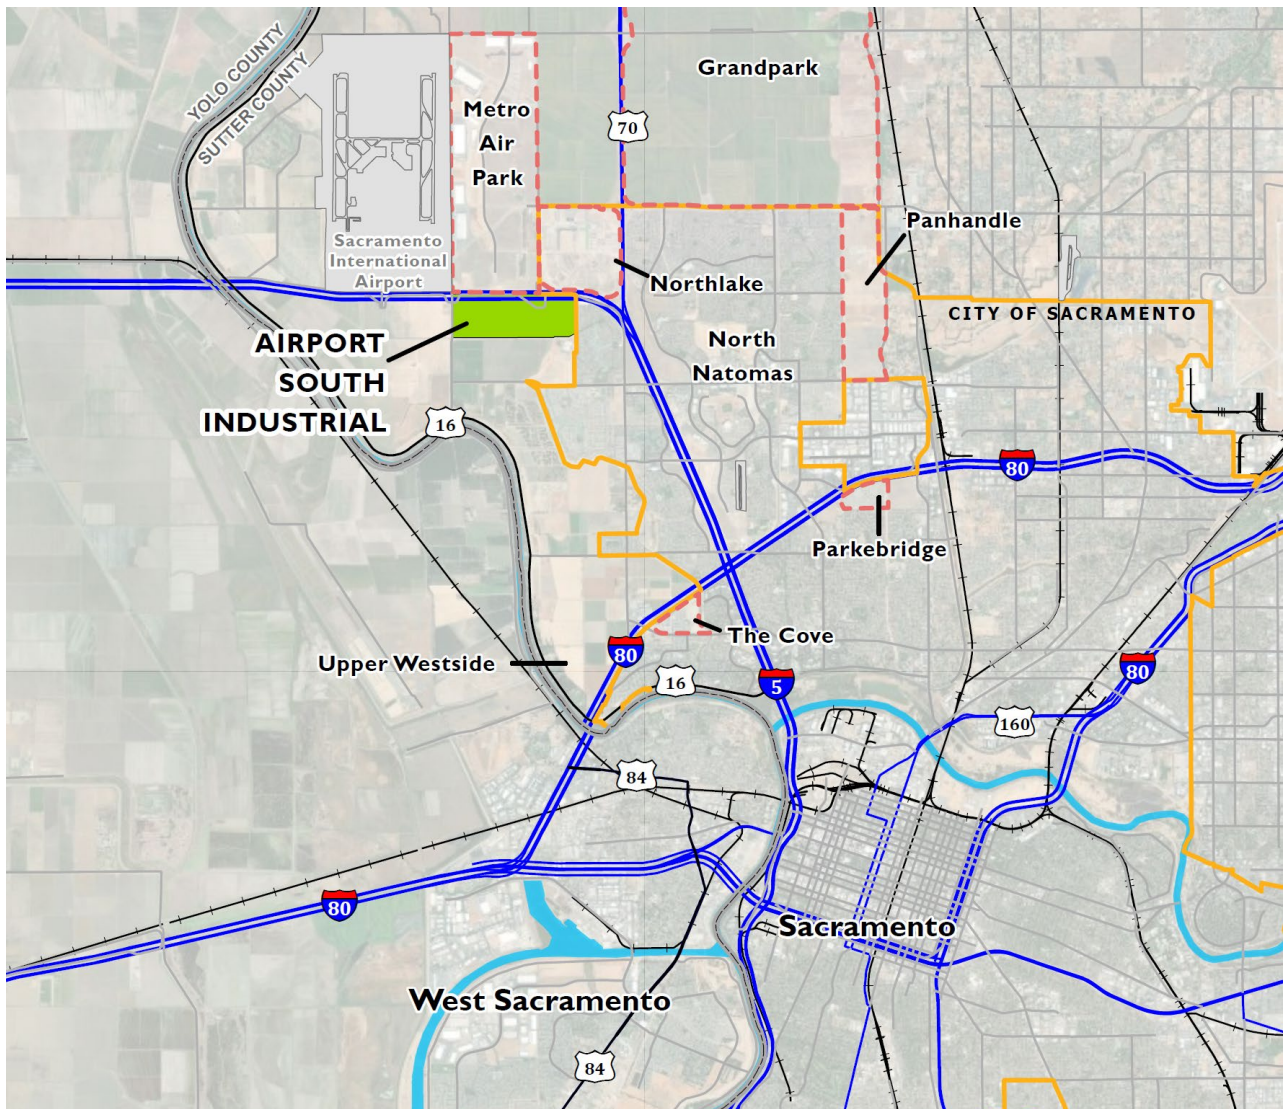 YOLO COUNTY
SUTTER COUNTY
Grandpark
Metro
Air
Park
70
Panhandle
Sacramento
International
Airport
Northlake
CITY OF SACRAMENTO
AIRPORT
SOUTH
INDUSTRIAL
North
Natomas
16
80
Parkebridge
The Cove
80
Upper Westside
80
16
5
160
84
80
Sacramento
West Sacramento
84